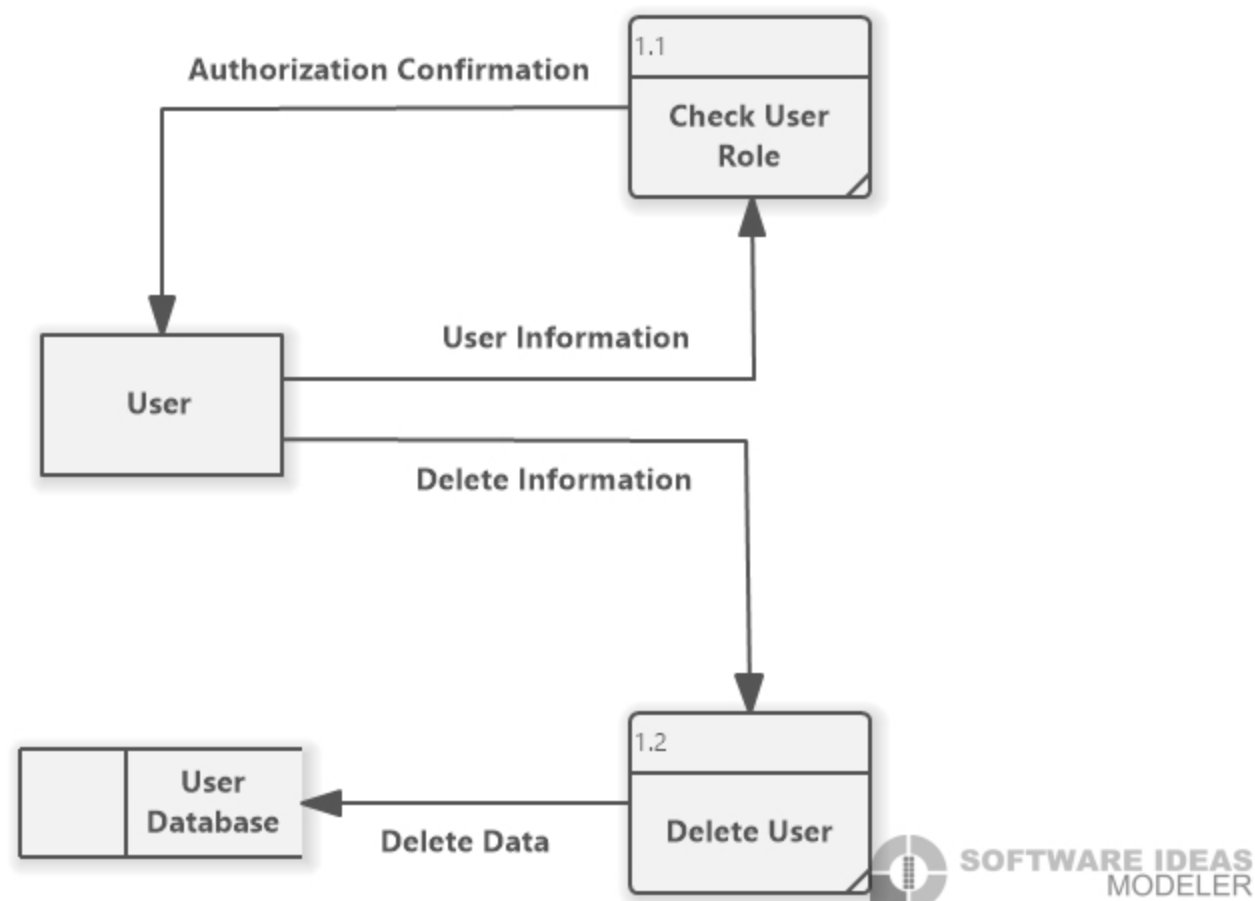 1.1
Authorization Confirmation
Check User
Role
User Information
User
Delete Information
1.2
User
Database
Delete User
Delete Data
SOFTWARE IDEAS
MODELER